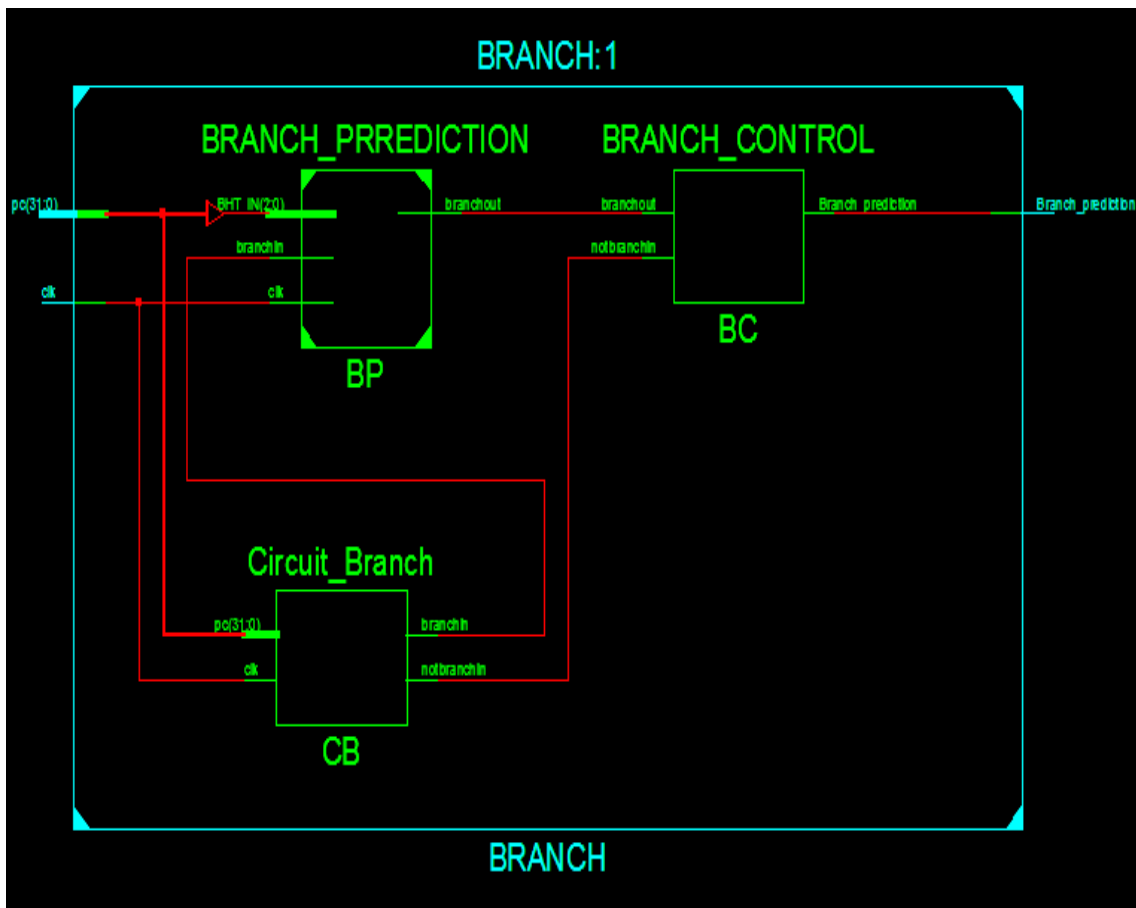 BRANCH:1
BRANCH_PRREDICTION
BRANCH_CONTROL
pc(31:0)
BHT_IN(2:0)
branchout
branchout
Branch_prediction
Branch_prediction
branchin
notbranchin
clk
clk
BP
BC
Circuit_Branch
pc(31:0)
branchin
clk
notbranchin
CB
BRANCH